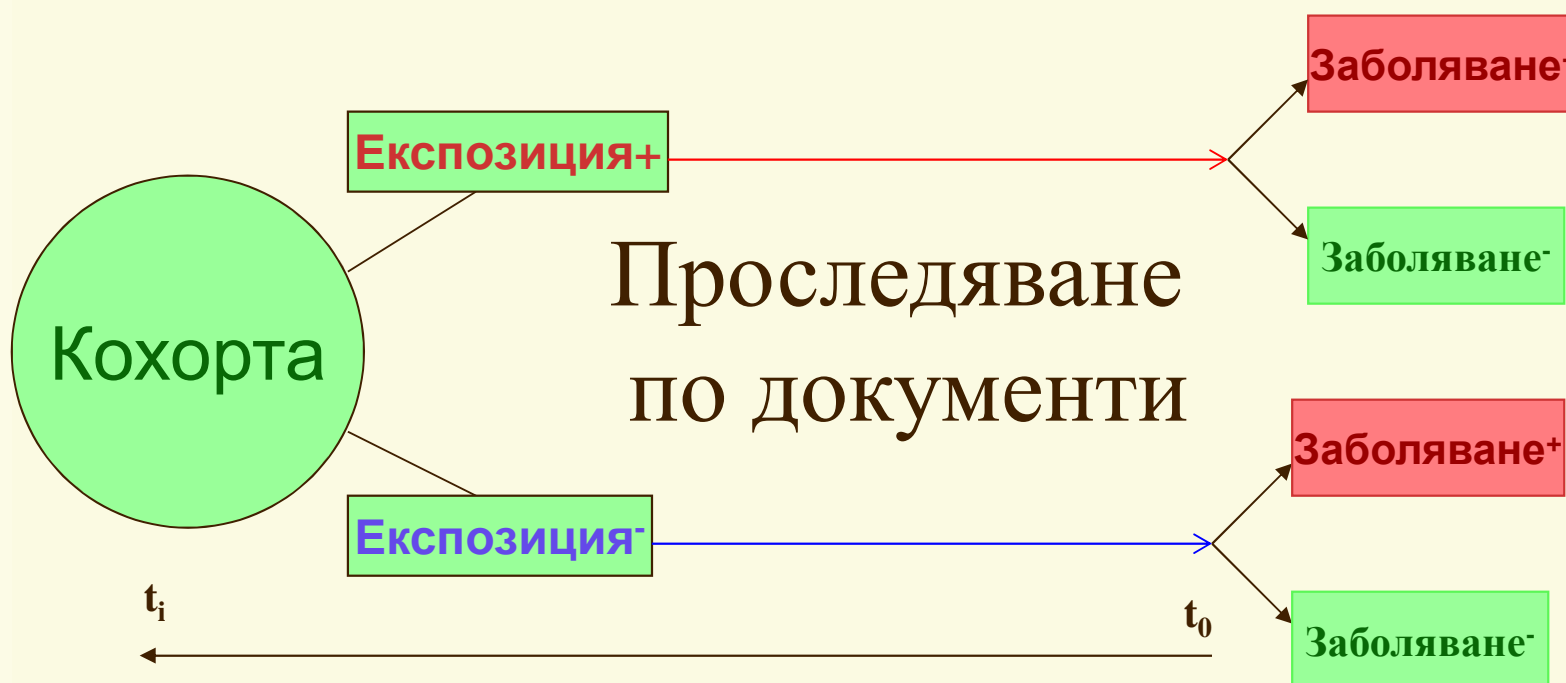 Заболяване⁺
Експозиция+
Заболяване⁻
Проследяване
по документи
Кохорта
Заболяване⁺
Експозиция⁻
tᵢ
t₀
Заболяване⁻